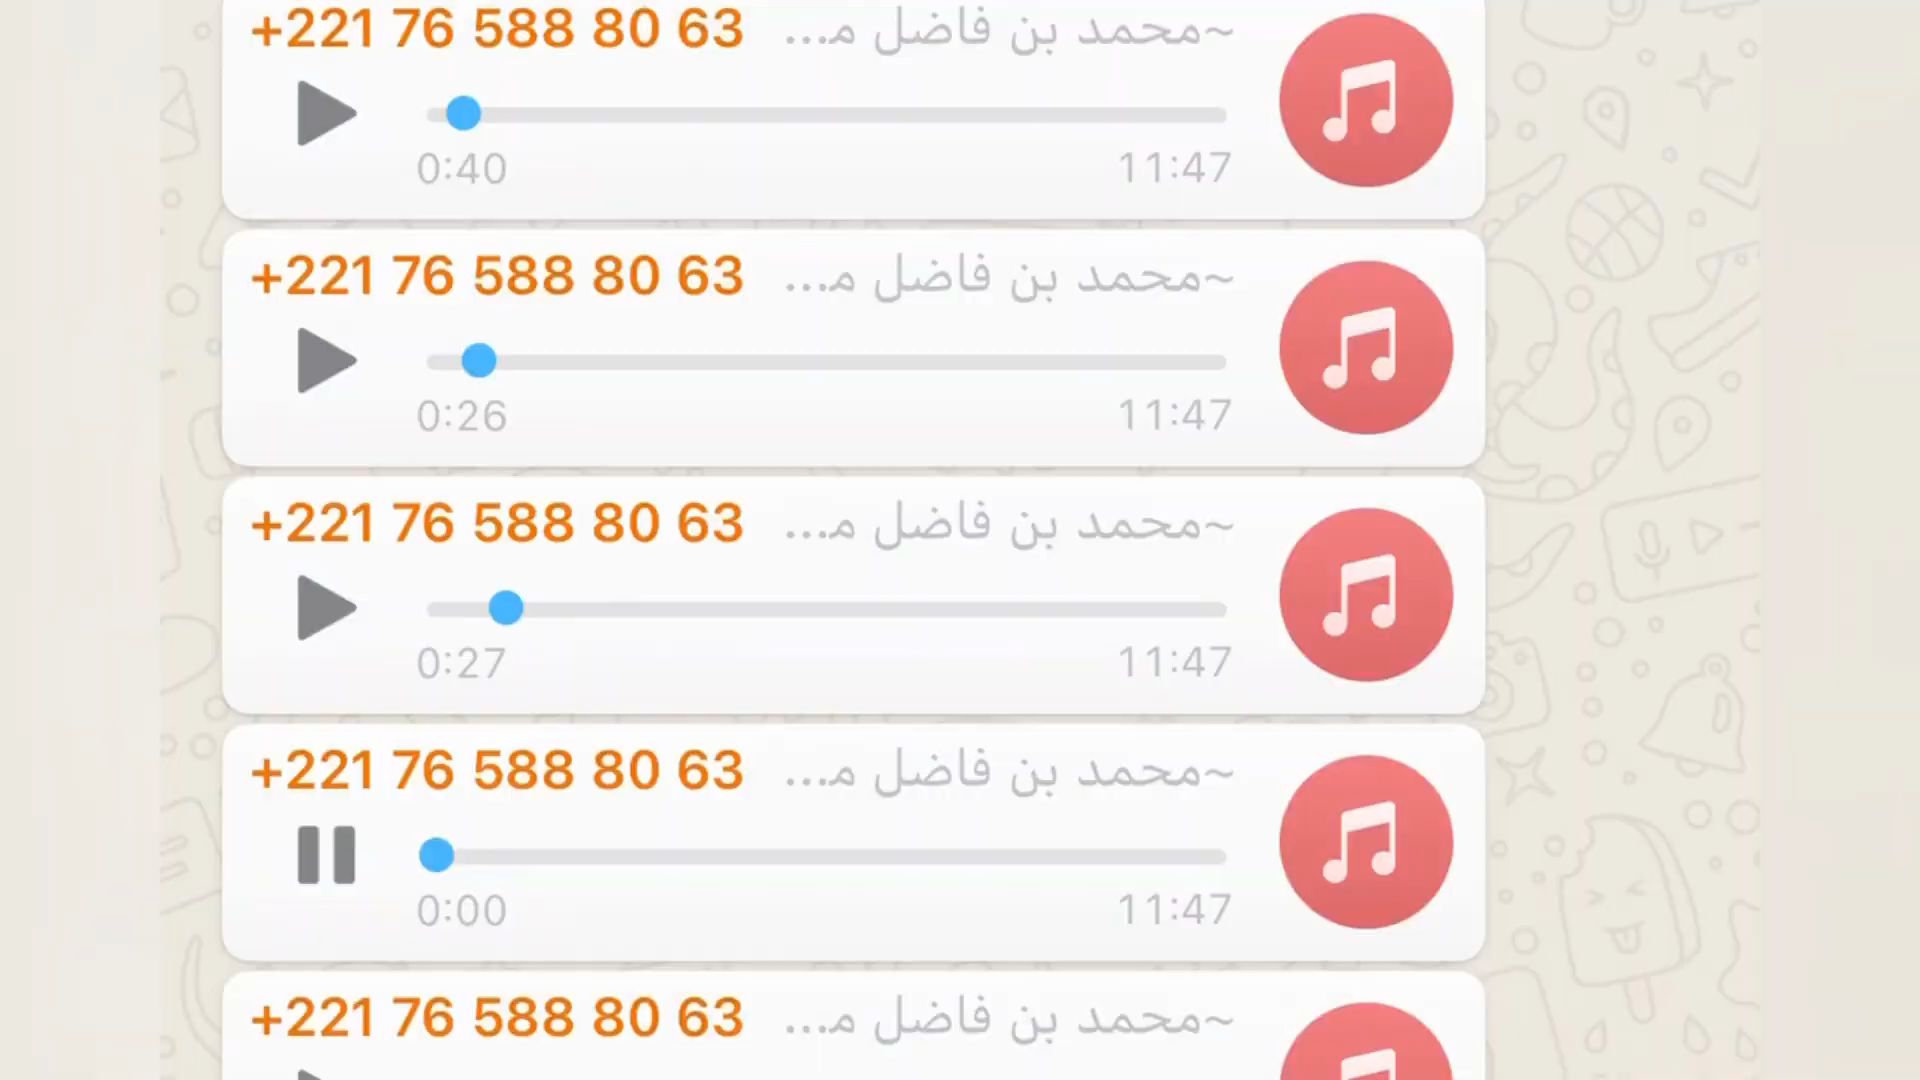 +221 76 588 80 63 ~محمد بن فاضل م...
0:40 11:47
+221 76 588 80 63 ~محمد بن فاضل م...
0:26 11:47
+221 76 588 80 63 ~محمد بن فاضل م...
0:27 11:47
+221 76 588 80 63 ~محمد بن فاضل م...
0:00 11:47
+221 76 588 80 63 ~محمد بن فاضل م...